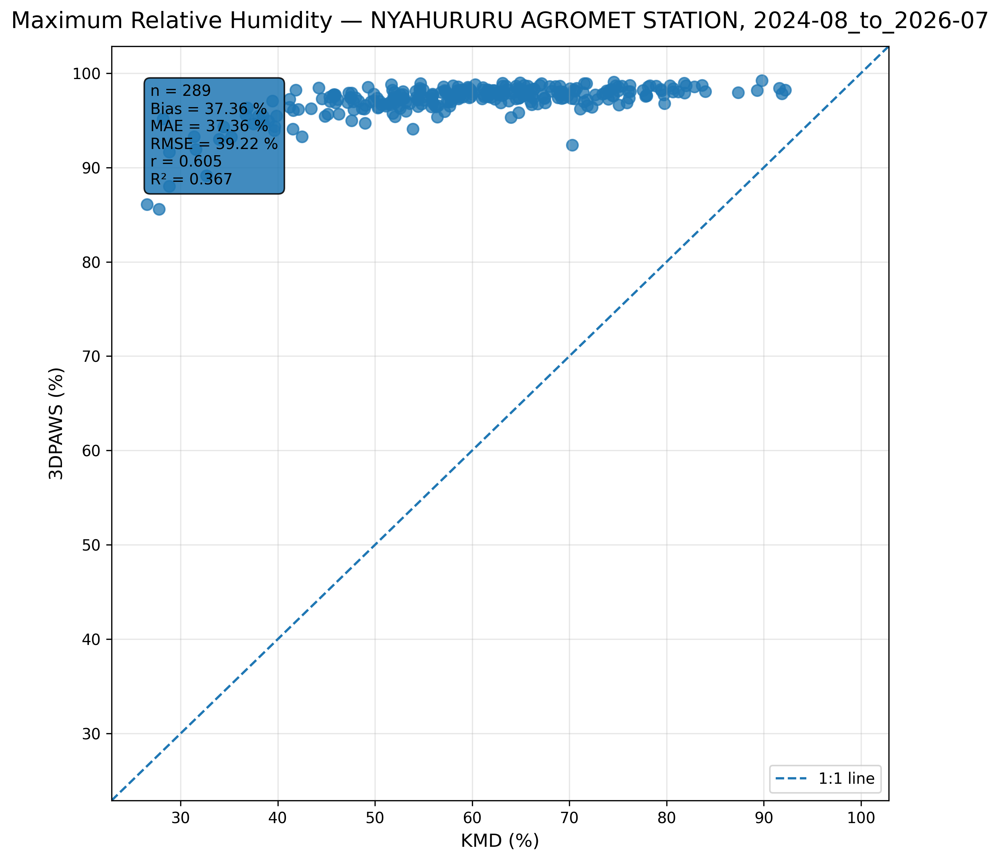 Maximum Relative Humidity — NYAHURURU AGROMET STATION, 2024-08_to_2026-07
100
90
80
70
60
50
40
30
3DPAWS (%)
n = 289
Bias = 37.36 %
MAE = 37.36 %
RMSE = 39.22 %
r = 0.605
R² = 0.367
1:1 line
30 40 50 60 70 80 90 100
KMD (%)